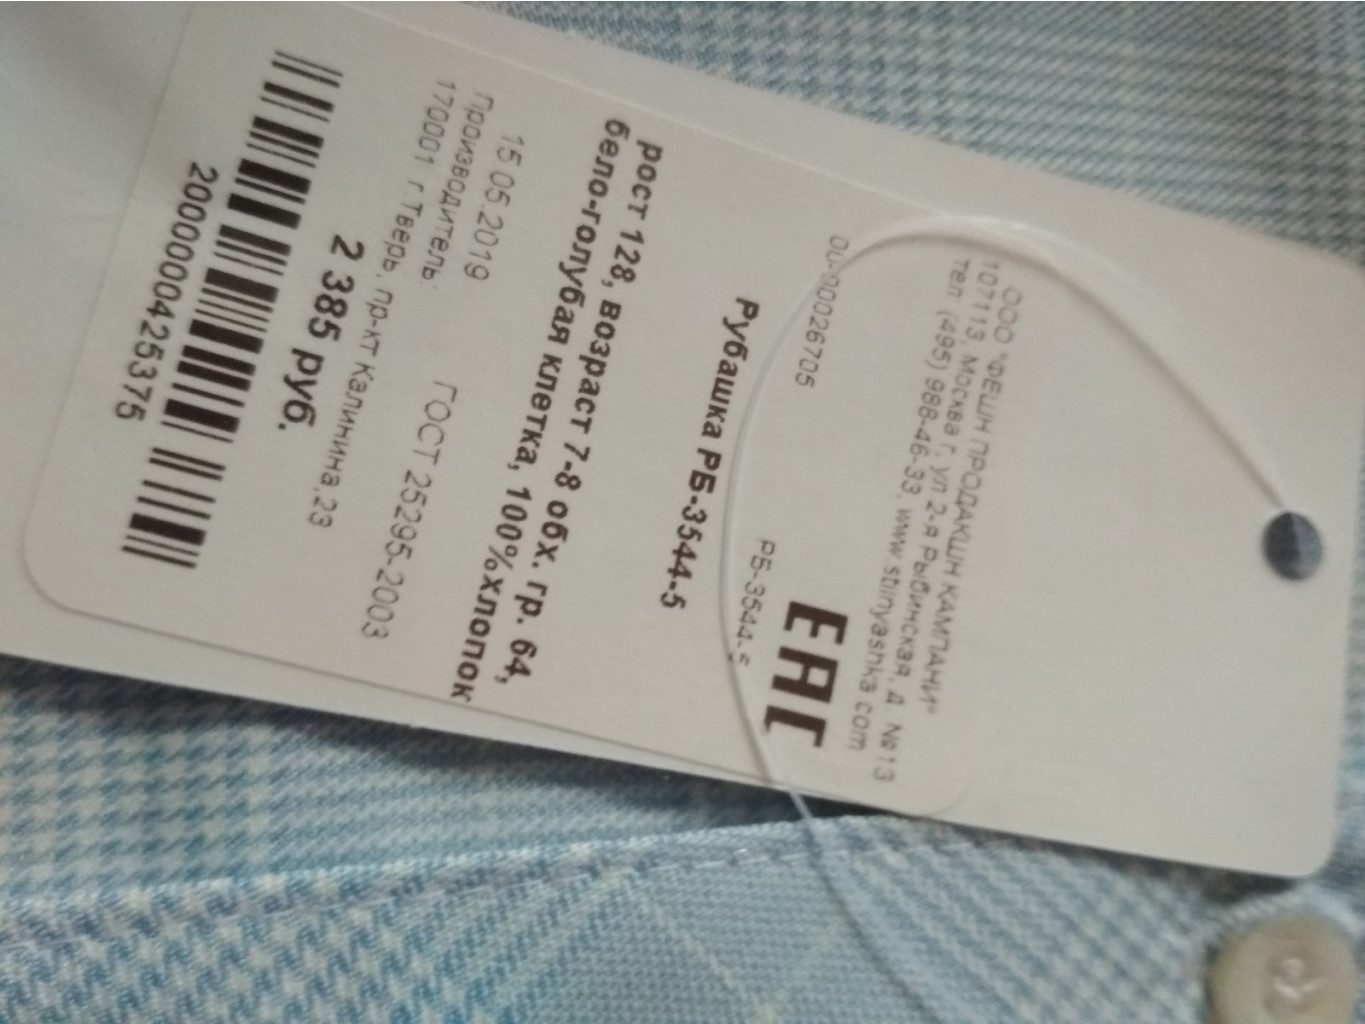 ООО "ФЕШН ПРОДАКШН КАМПАНИ"
107113, Москва г, ул 2-я Рыбинская, д. №13
тел: (495) 988-46-33, www.stilnyashka.com
00-00026705
EAC
РБ-3544-5
Рубашка РБ-3544-5
рост 128, возраст 7-8 обх. гр. 64,
бело-голубая клетка, 100%хлопок
15.05.2019 ГОСТ 25295-2003
Производитель:
170001 г.Тверь, пр-кт Калинина,23
2 385 руб.
2000000425375